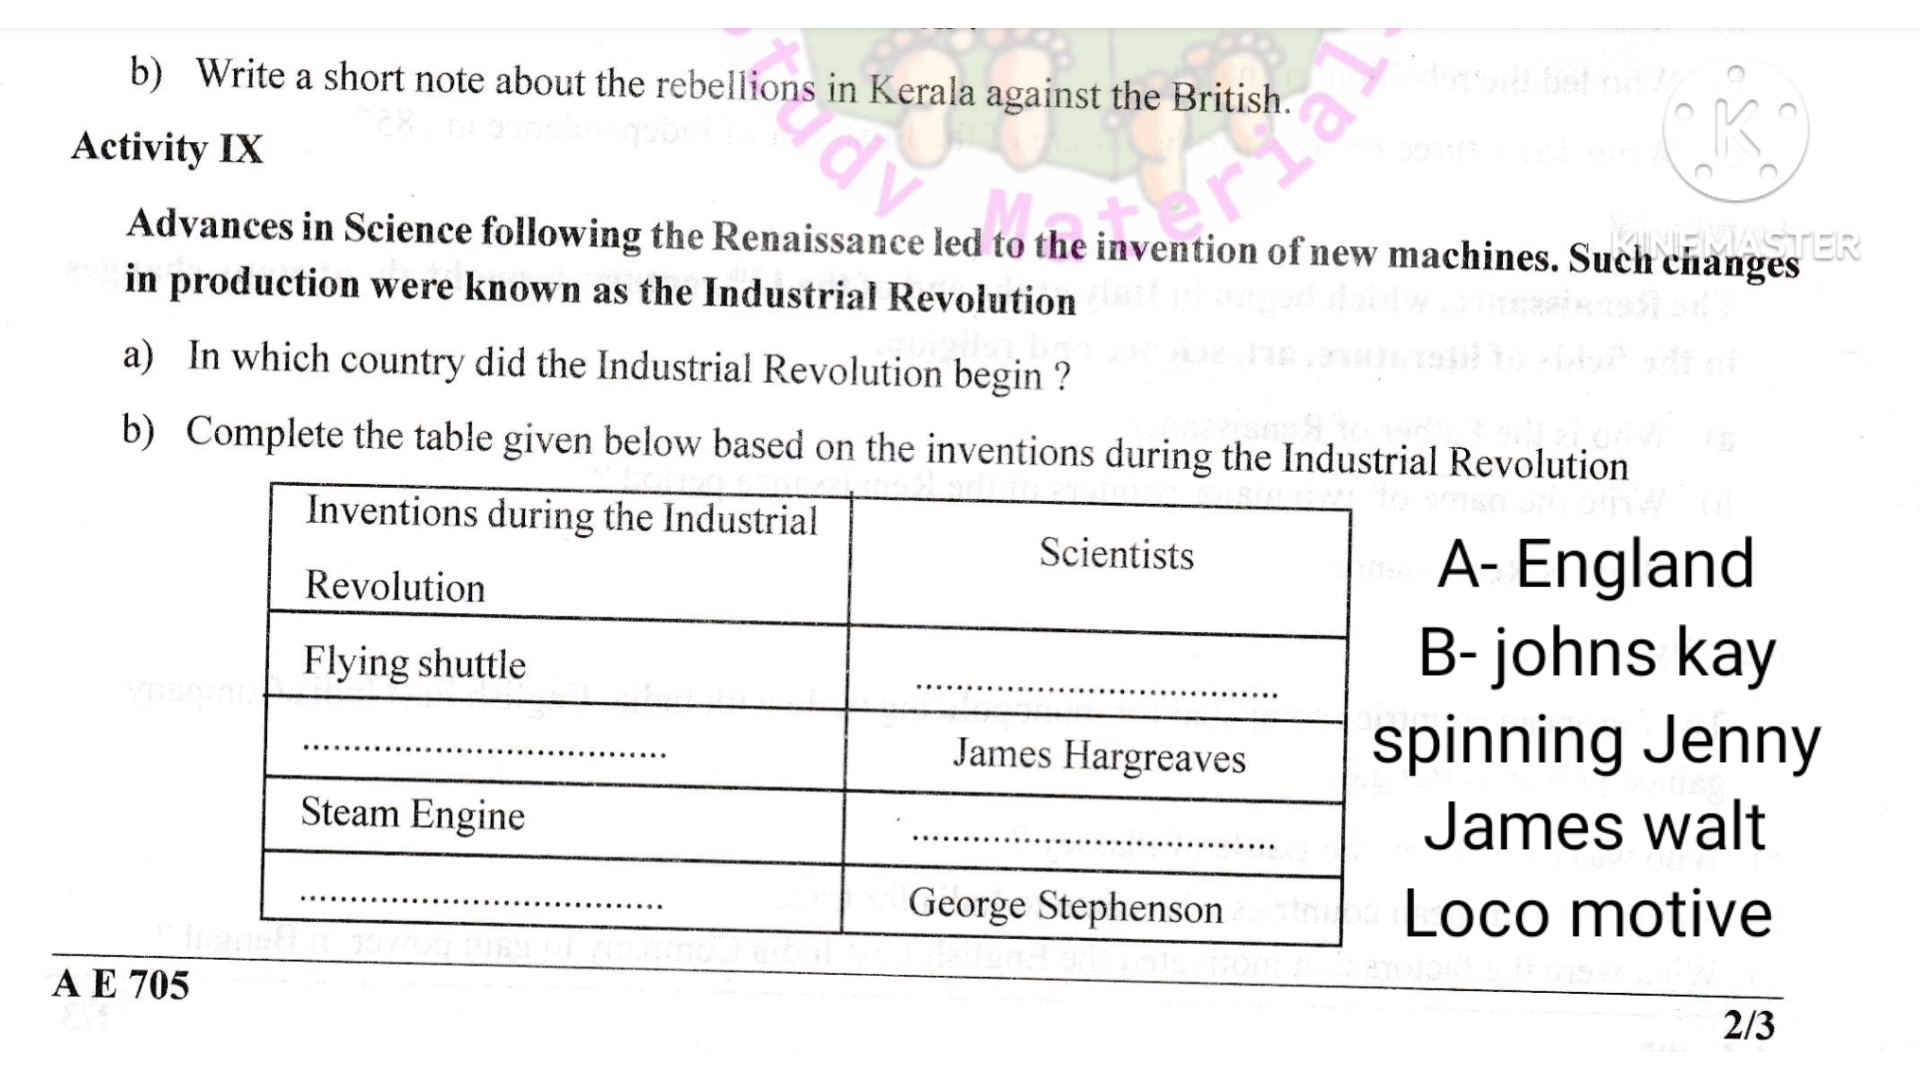 b) Write a short note about the rebellions in Kerala against the British.
Activity IX
Advances in Science following the Renaissance led to the invention of new machines. Such changes
in production were known as the Industrial Revolution
a) In which country did the Industrial Revolution begin ?
b) Complete the table given below based on the inventions during the Industrial Revolution
Inventions during the Industrial
Revolution
Scientists
Flying shuttle
....................................
....................................
James Hargreaves
Steam Engine
....................................
....................................
George Stephenson
A- England
B- johns kay
spinning Jenny
James walt
Loco motive
A E 705
2/3
Study Materials
K
KINEMASTER